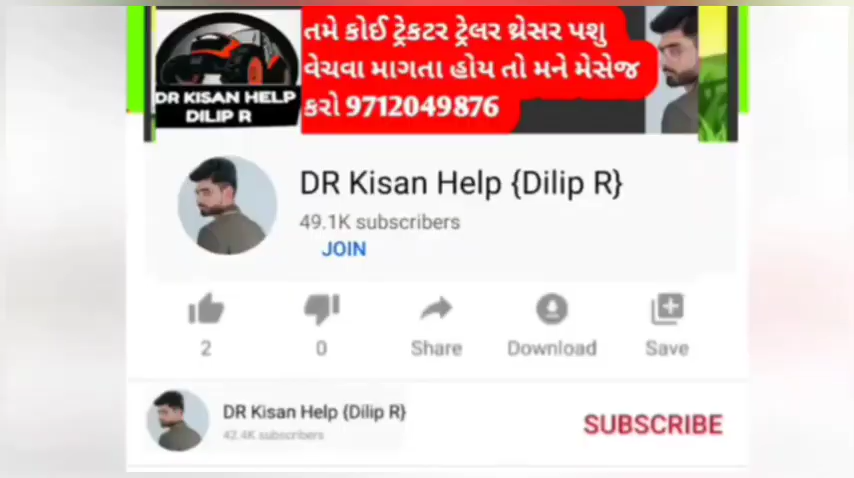 તમે કોઈ ટ્રેકટર ટ્રેલર થ્રેસર પશુ
વેચવા માગતા હોય તો મને મેસેજ
કરો 9712049876
DR KISAN HELP
DILIP R
DR Kisan Help {Dilip R}
49.1K subscribers
JOIN
2
0
Share
Download
Save
DR Kisan Help {Dilip R}
42.4K subscribers
SUBSCRIBE